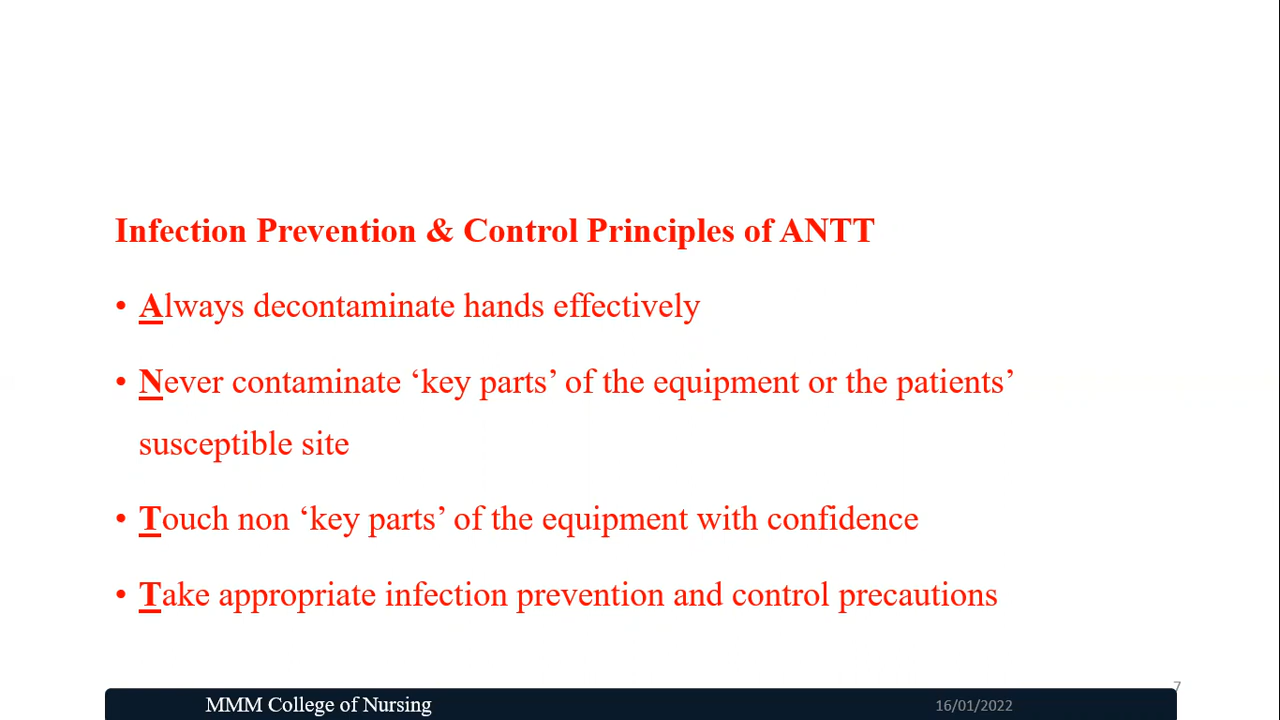 Infection Prevention & Control Principles of ANTT
• Always decontaminate hands effectively
• Never contaminate ‘key parts’ of the equipment or the patients’
susceptible site
• Touch non ‘key parts’ of the equipment with confidence
• Take appropriate infection prevention and control precautions
7
MMM College of Nursing
16/01/2022